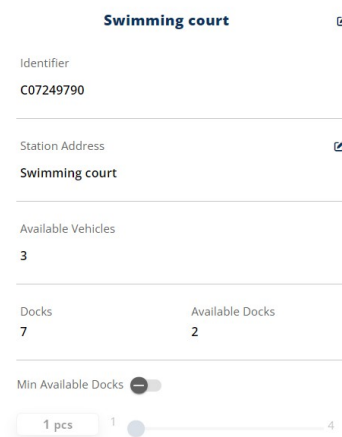 Swimming court
Identifier
C07249790
Station Address
Swimming court
Available Vehicles
3
Docks Available Docks
7 2
Min Available Docks
1 pcs 1 4